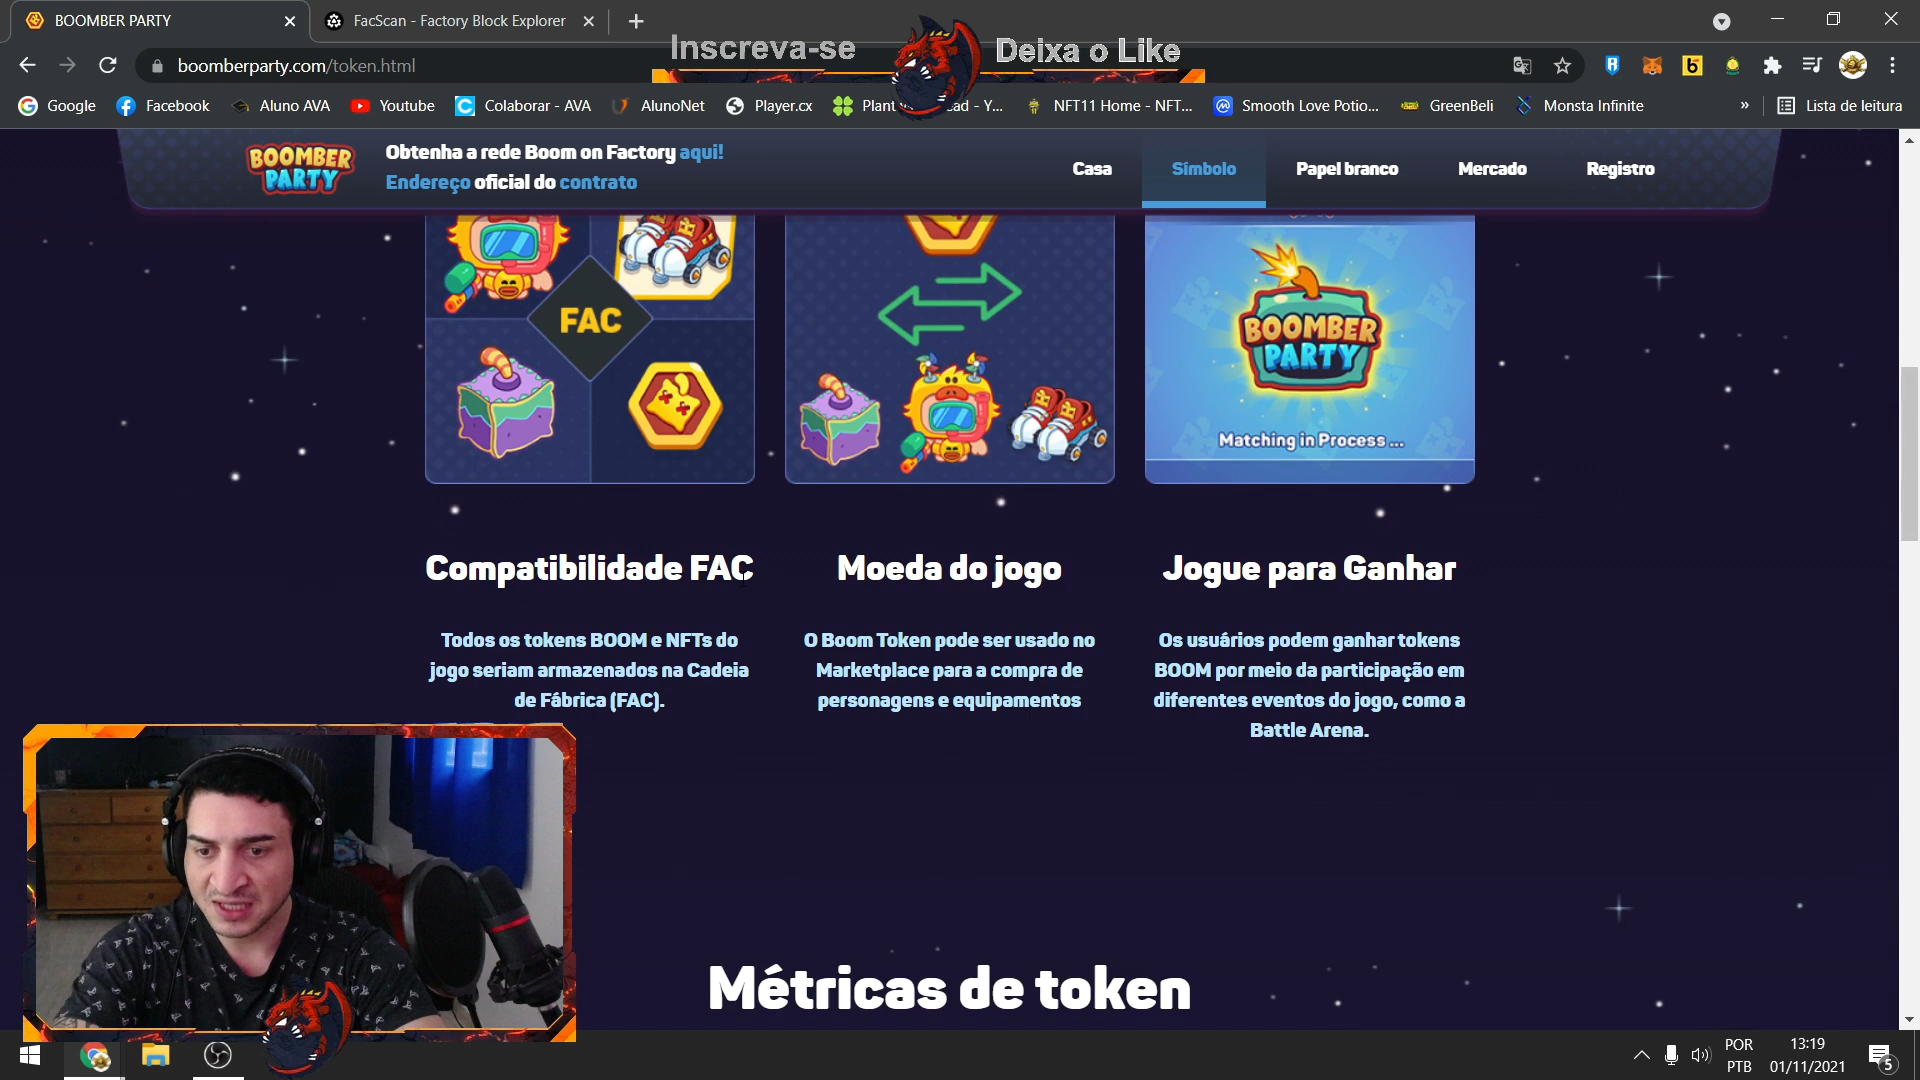 BOOMBER PARTY
FacScan - Factory Block Explorer
Inscreva-se
Deixa o Like
boomberparty.com/token.html
Google
Facebook
Aluno AVA
Youtube
Colaborar - AVA
AlunoNet
Player.cx
NFT11 Home - NFT...
Smooth Love Potio...
GreenBeli
Monsta Infinite
»
Lista de leitura
BOOMBER
PARTY
Obtenha a rede Boom on Factory aqui!
Endereço oficial do contrato
Casa
Símbolo
Papel branco
Mercado
Registro
FAC
BOOMBER
PARTY
Matching in Process ...
Compatibilidade FAC
Todos os tokens BOOM e NFTs do
jogo seriam armazenados na Cadeia
de Fábrica (FAC).
Moeda do jogo
O Boom Token pode ser usado no
Marketplace para a compra de
personagens e equipamentos
Jogue para Ganhar
Os usuários podem ganhar tokens
BOOM por meio da participação em
diferentes eventos do jogo, como a
Battle Arena.
Métricas de token
POR
PTB
13:19
01/11/2021
5